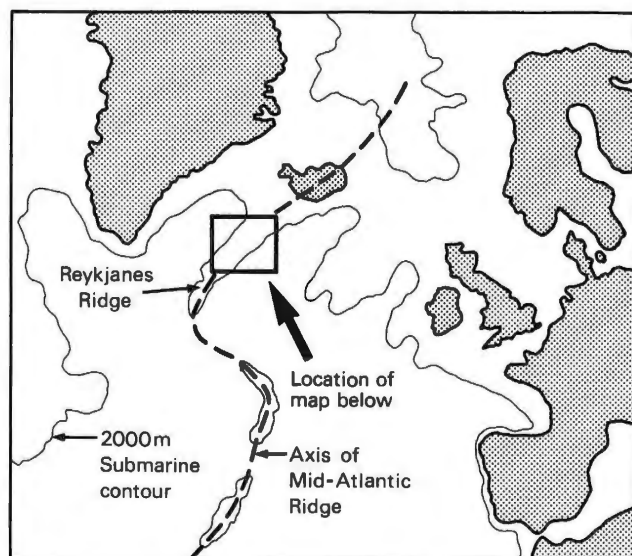 Reykjanes
Ridge
Location of
map below
2000m
Submarine
contour
Axis of
Mid-Atlantic
Ridge